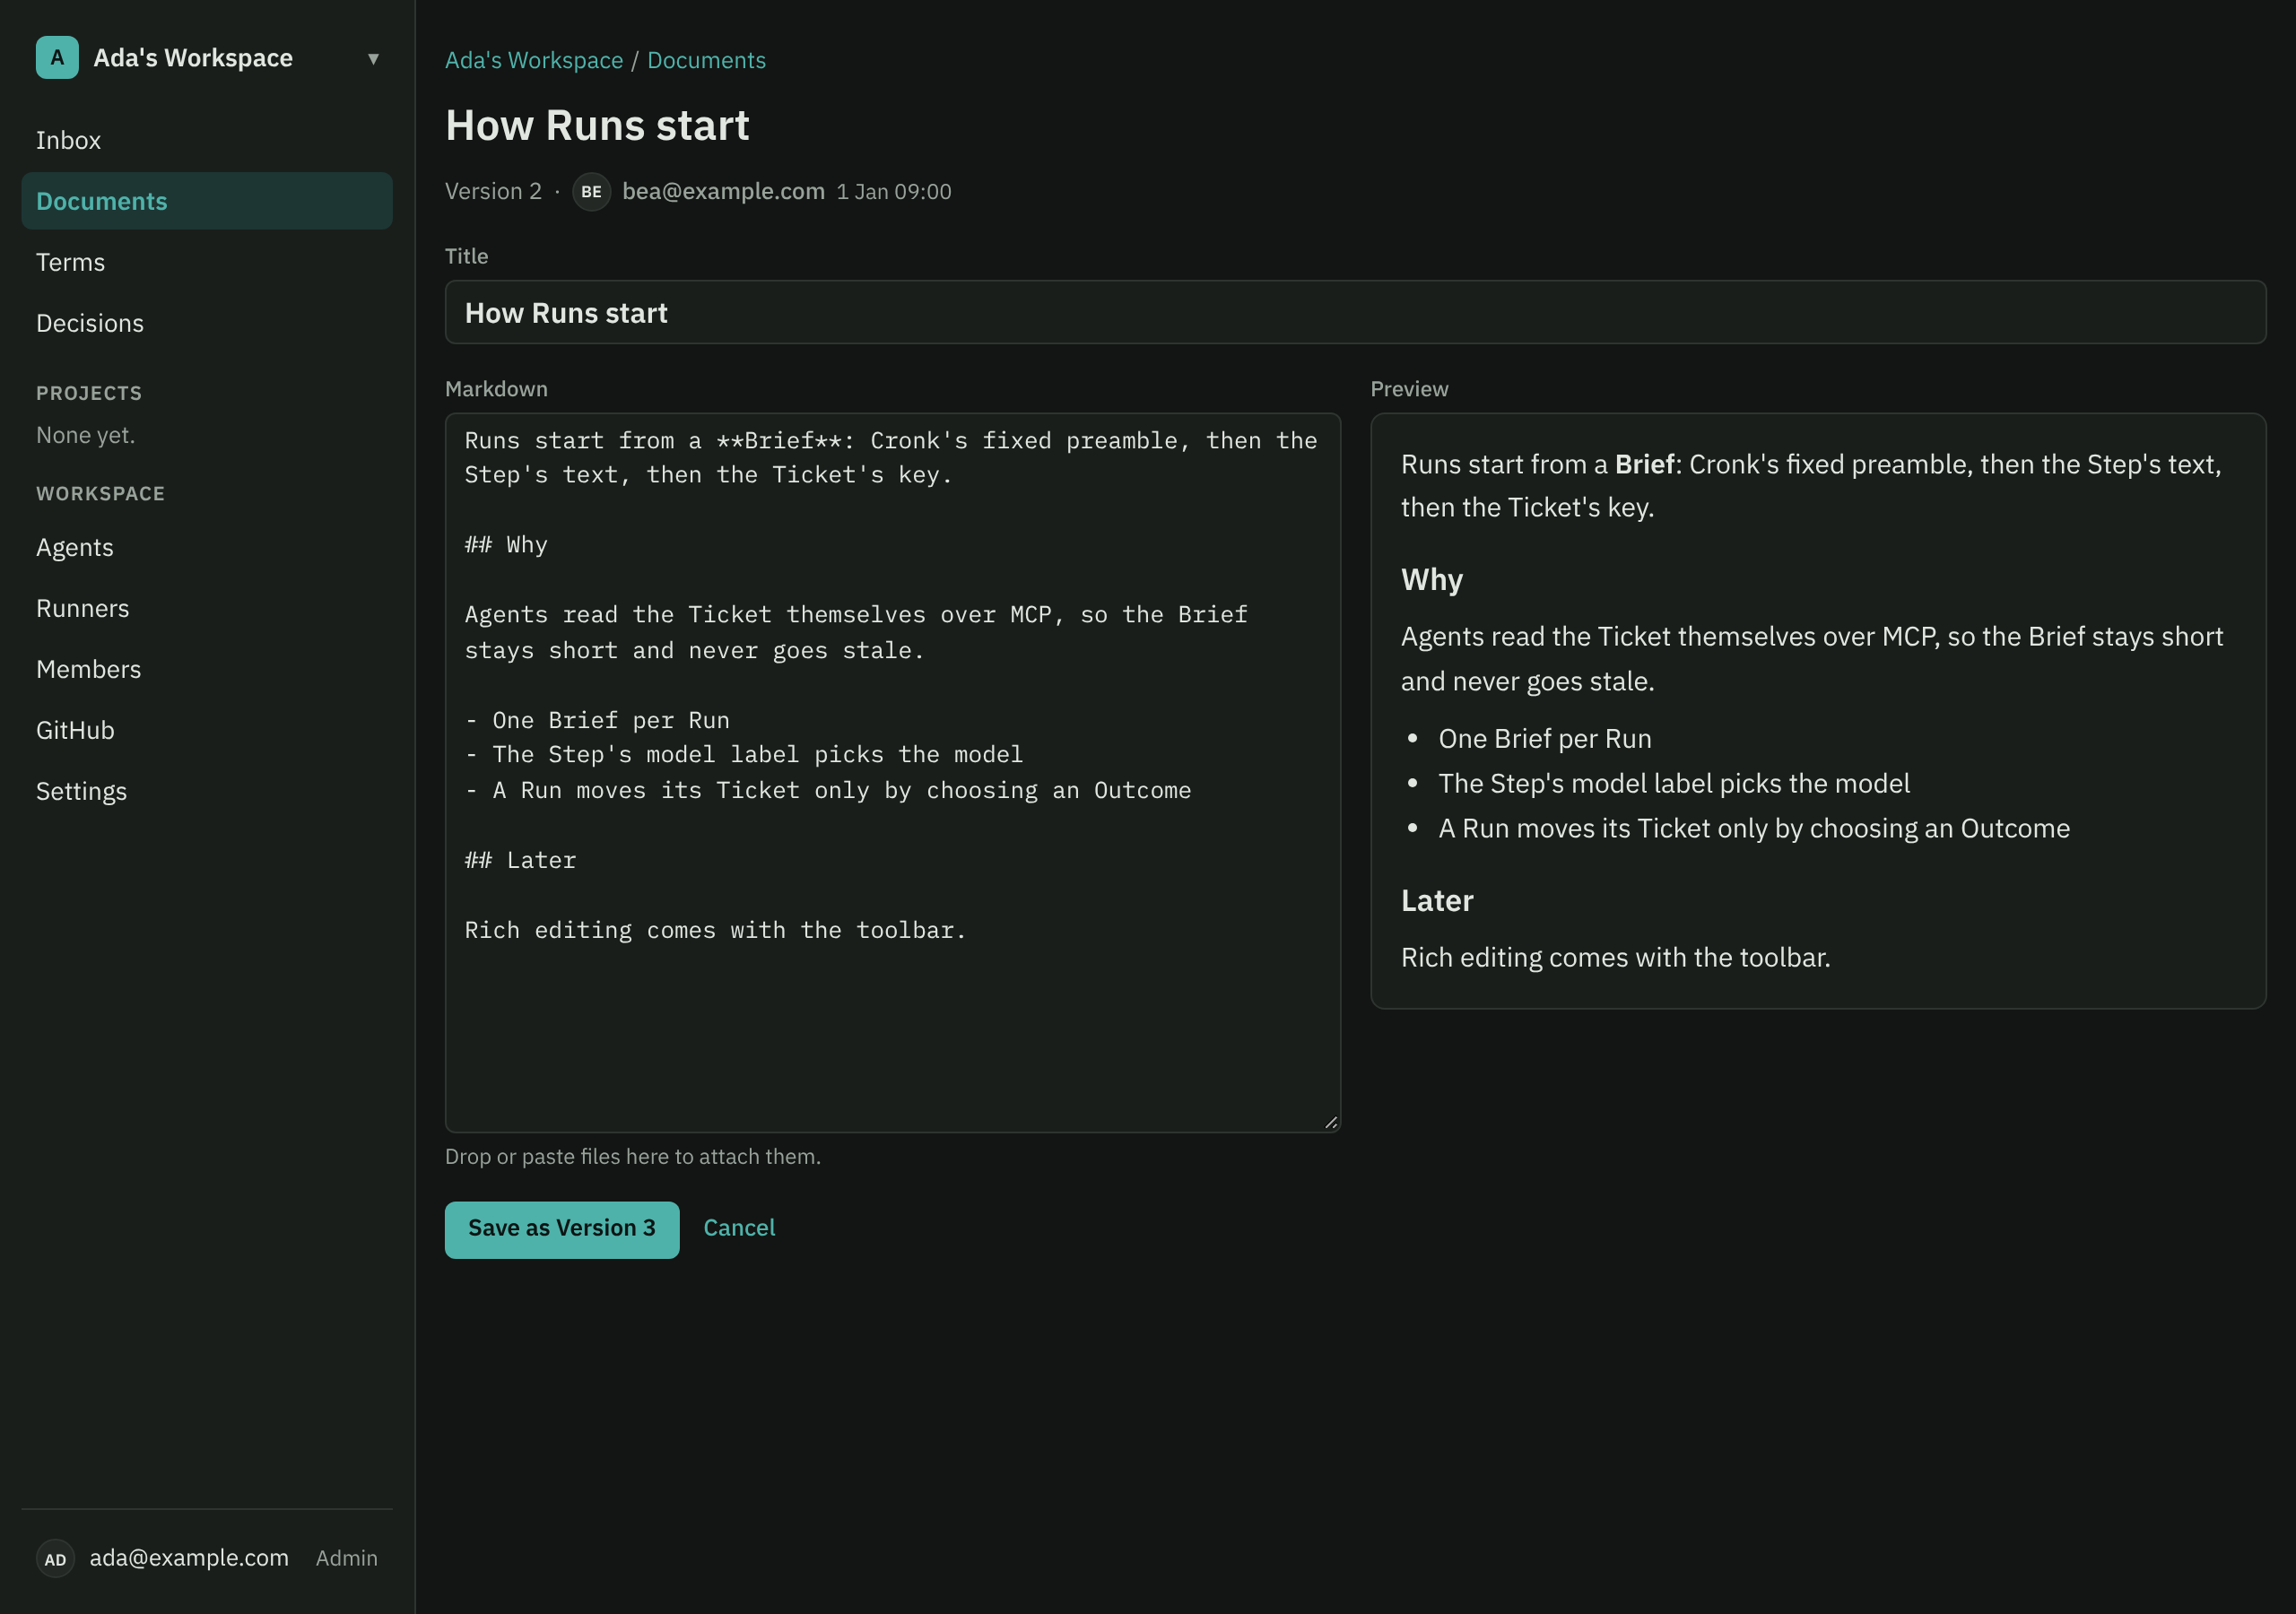 A Ada's Workspace ▾
Inbox
Documents
Terms
Decisions
PROJECTS
None yet.
WORKSPACE
Agents
Runners
Members
GitHub
Settings
AD ada@example.com Admin
Ada's Workspace / Documents
How Runs start
Version 2 · BE bea@example.com 1 Jan 09:00
Title
How Runs start
Markdown
Runs start from a **Brief**: Cronk's fixed preamble, then the
Step's text, then the Ticket's key.
## Why
Agents read the Ticket themselves over MCP, so the Brief
stays short and never goes stale.
- One Brief per Run
- The Step's model label picks the model
- A Run moves its Ticket only by choosing an Outcome
## Later
Rich editing comes with the toolbar.
Drop or paste files here to attach them.
Save as Version 3 Cancel
Preview
Runs start from a Brief: Cronk's fixed preamble, then the Step's text,
then the Ticket's key.
Why
Agents read the Ticket themselves over MCP, so the Brief stays short
and never goes stale.
• One Brief per Run
• The Step's model label picks the model
• A Run moves its Ticket only by choosing an Outcome
Later
Rich editing comes with the toolbar.